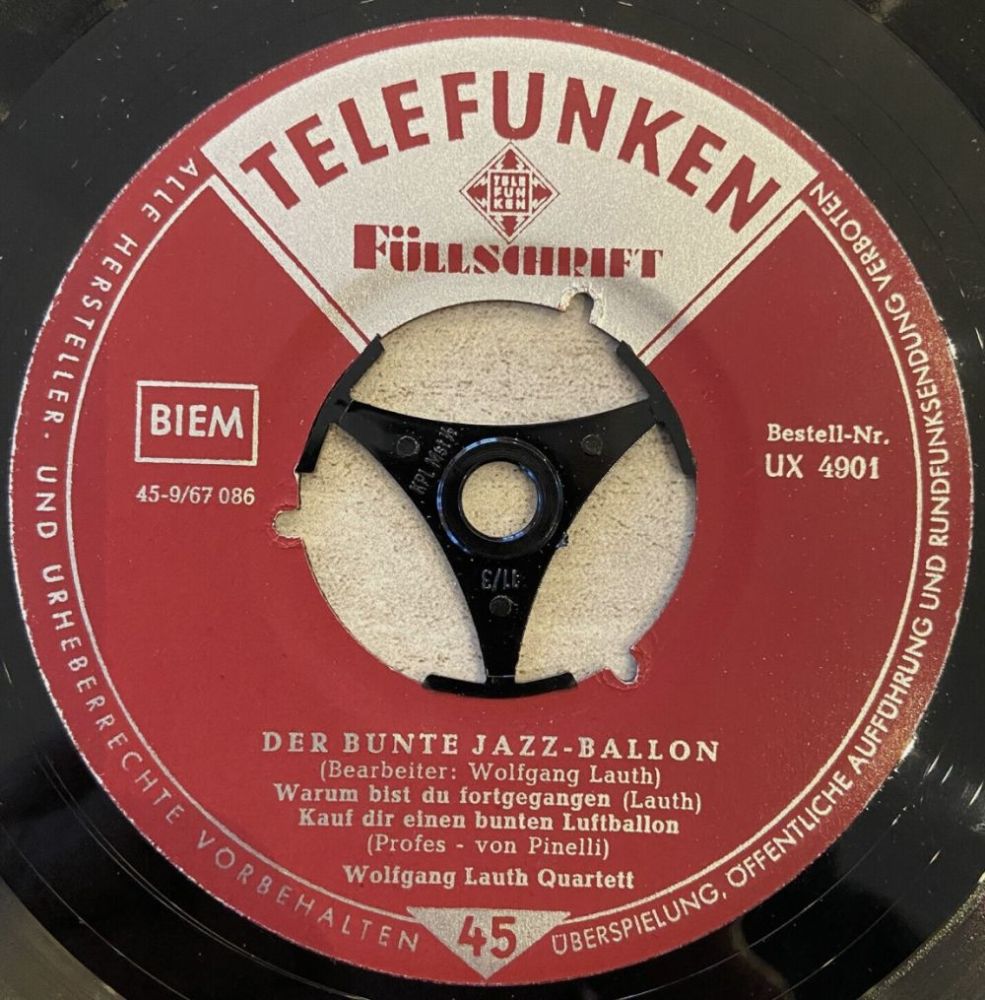 TELEFUNKEN
TELE
FUN
KEN
FÜLLSCHRIFT
BIEM
45-9/67 086
Bestell-Nr.
UX 4901
KPL
11/3
DER BUNTE JAZZ-BALLON
(Bearbeiter: Wolfgang Lauth)
Warum bist du fortgegangen (Lauth)
Kauf dir einen bunten Luftballon
(Profes - von Pinelli)
Wolfgang Lauth Quartett
45
ALLE HERSTELLER- UND URHEBERRECHTE VORBEHALTEN
ÜBERSPIELUNG, ÖFFENTLICHE AUFFÜHRUNG UND RUNDFUNKSENDUNG VERBOTEN